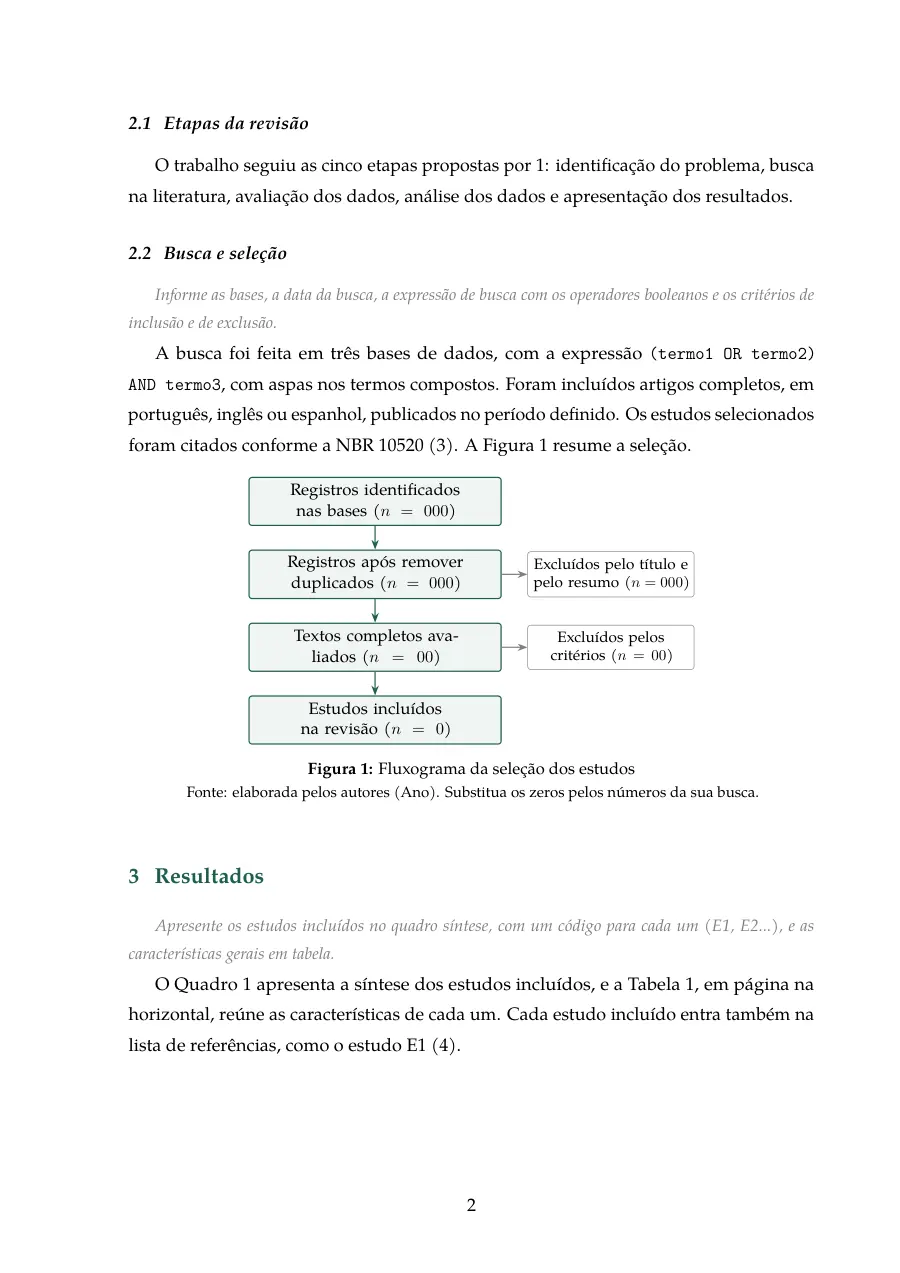 2.1 Etapas da revisão
O trabalho seguiu as cinco etapas propostas por 1: identificação do problema, busca
na literatura, avaliação dos dados, análise dos dados e apresentação dos resultados.
2.2 Busca e seleção
Informe as bases, a data da busca, a expressão de busca com os operadores booleanos e os critérios de
inclusão e de exclusão.
A busca foi feita em três bases de dados, com a expressão (termo1 OR termo2)
AND termo3, com aspas nos termos compostos. Foram incluídos artigos completos, em
português, inglês ou espanhol, publicados no período definido. Os estudos selecionados
foram citados conforme a NBR 10520 (3). A Figura 1 resume a seleção.
Registros identificados
nas bases (n = 000)
Registros após remover
duplicados (n = 000)
Excluídos pelo título e
pelo resumo (n = 000)
Textos completos ava-
liados (n = 00)
Excluídos pelos
critérios (n = 00)
Estudos incluídos
na revisão (n = 0)
Figura 1: Fluxograma da seleção dos estudos
Fonte: elaborada pelos autores (Ano). Substitua os zeros pelos números da sua busca.
3 Resultados
Apresente os estudos incluídos no quadro síntese, com um código para cada um (E1, E2...), e as
características gerais em tabela.
O Quadro 1 apresenta a síntese dos estudos incluídos, e a Tabela 1, em página na
horizontal, reúne as características de cada um. Cada estudo incluído entra também na
lista de referências, como o estudo E1 (4).
2